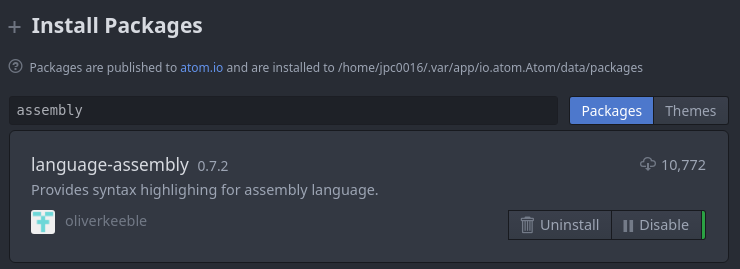 Install Packages
Packages are published to atom.io and are installed to /home/jpc0016/.var/app/io.atom.Atom/data/packages
assembly
Packages Themes
language-assembly 0.7.2 10,772
Provides syntax highlighing for assembly language.
oliverkeeble Uninstall Disable